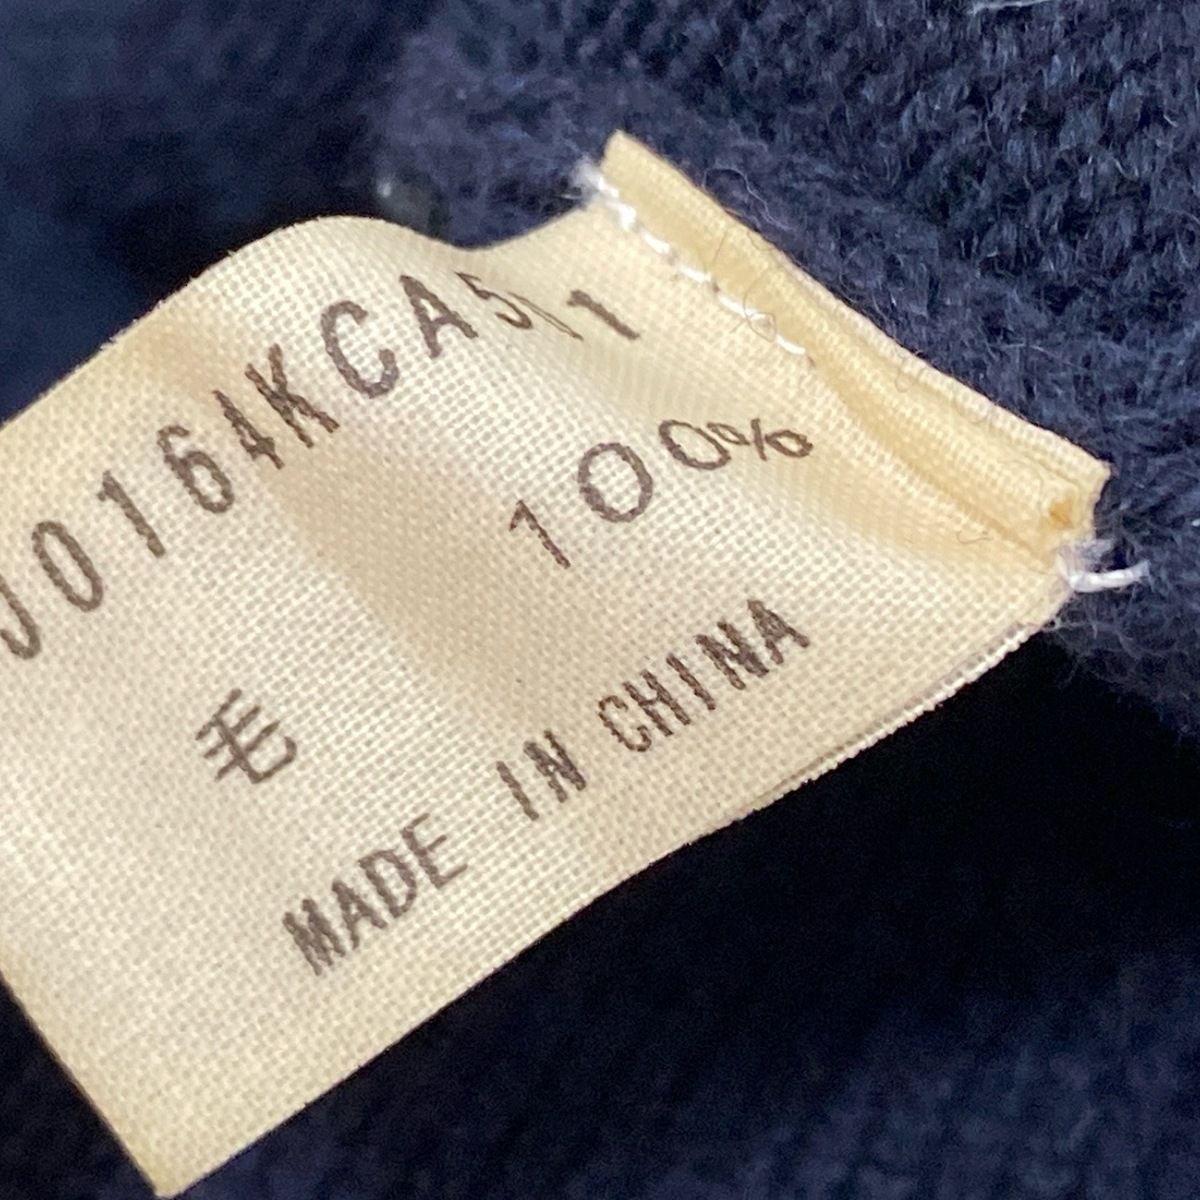 J0164KCA5
毛 100%
MADE IN CHINA